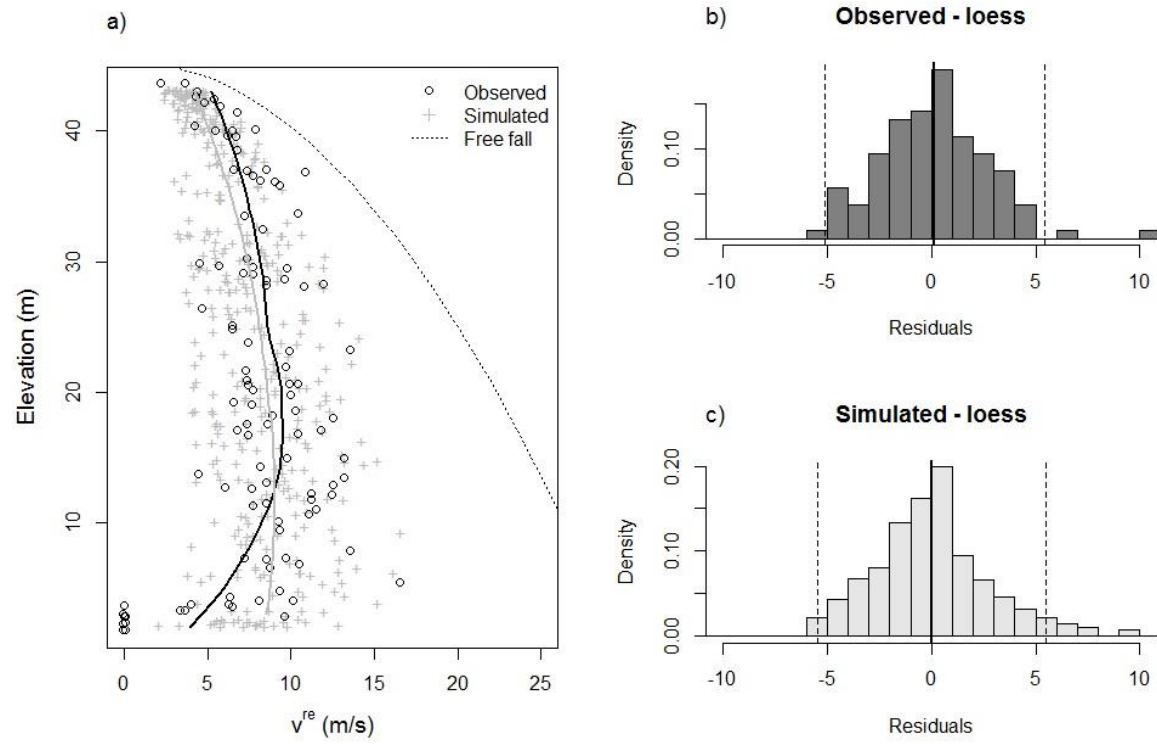 a)
Observed
Simulated
Free fall
Elevation (m)
40
30
20
10
0 5 10 15 20 25
v^re (m/s)
b) Observed - loess
Density
0.00 0.10
-10 -5 0 5 10
Residuals
c) Simulated - loess
Density
0.00 0.10 0.20
-10 -5 0 5 10
Residuals